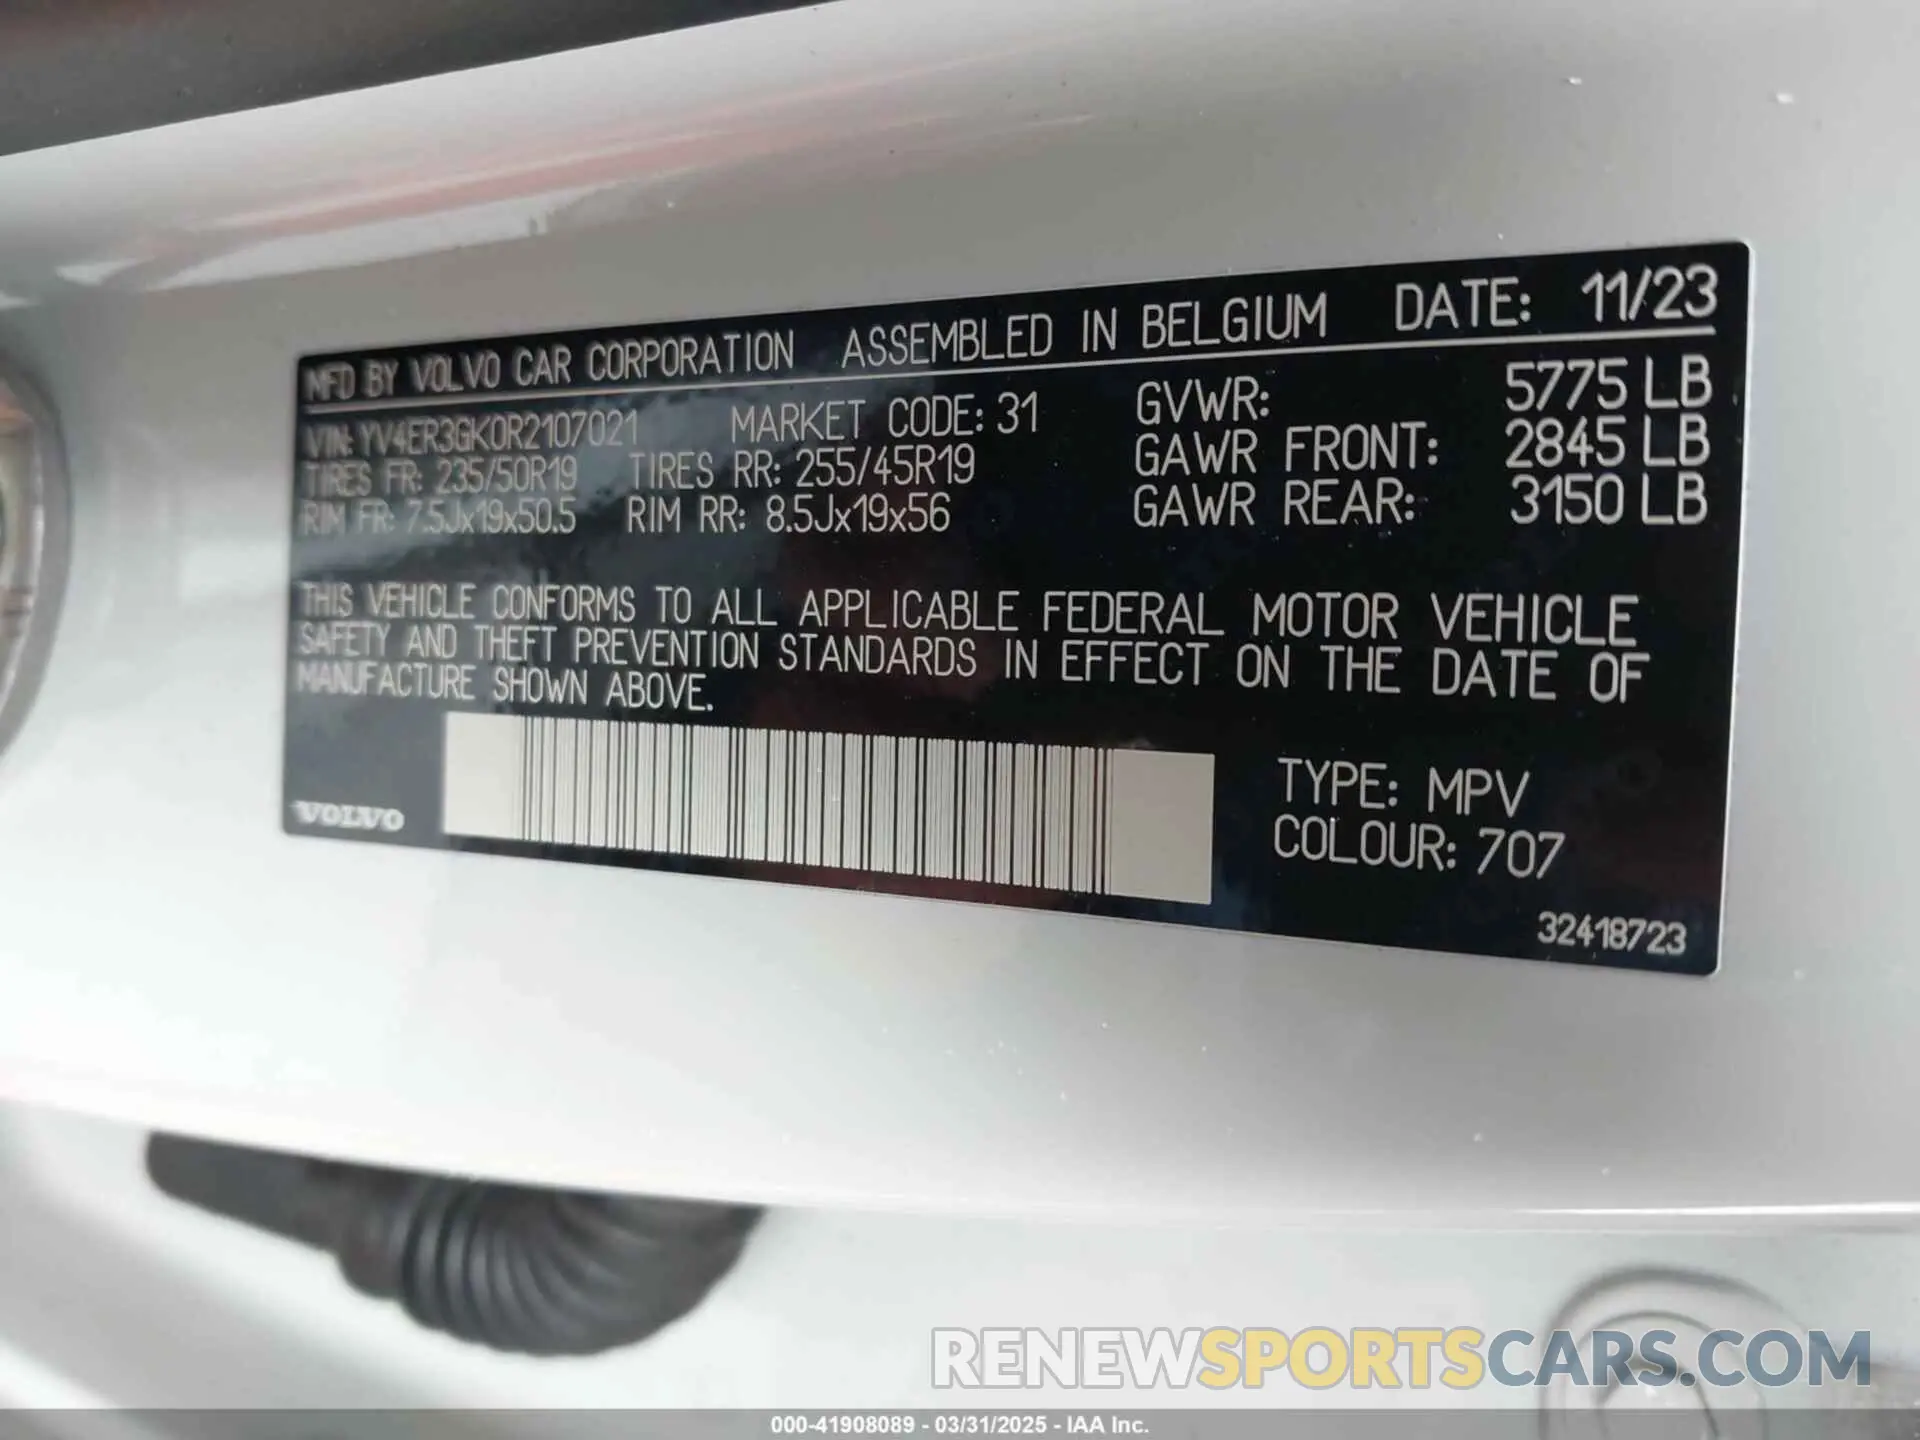 MFD BY VOLVO CAR CORPORATION ASSEMBLED IN BELGIUM DATE: 11/23
VIN: YV4ER3GK0R2107021 MARKET CODE: 31 GVWR: 5775 LB
TIRES FR: 235/50R19 TIRES RR: 255/45R19 GAWR FRONT: 2845 LB
RIM FR: 7.5Jx19x50.5 RIM RR: 8.5Jx19x56 GAWR REAR: 3150 LB
THIS VEHICLE CONFORMS TO ALL APPLICABLE FEDERAL MOTOR VEHICLE
SAFETY AND THEFT PREVENTION STANDARDS IN EFFECT ON THE DATE OF
MANUFACTURE SHOWN ABOVE.
TYPE: MPV
VOLVO COLOUR: 707
32418723
RENEWSPORTSCARS.COM
000-41908089 - 03/31/2025 - IAA Inc.